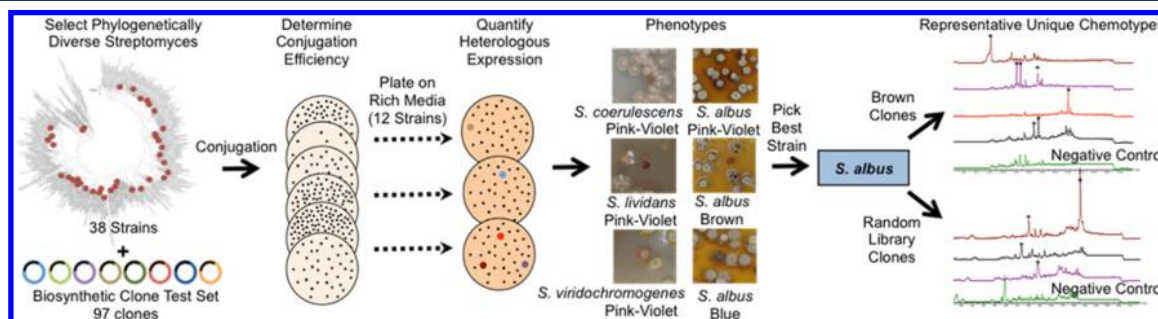 Select Phylogenetically
Diverse Streptomyces
38 Strains
+
Biosynthetic Clone Test Set
97 clones
Conjugation
Determine
Conjugation
Efficiency
Plate on
Rich Media
(12 Strains)
Quantify
Heterologous
Expression
Phenotypes
S. coerulescens
Pink-Violet
S. albus
Pink-Violet
S. lividans
Pink-Violet
S. albus
Brown
S. viridochromogenes
Pink-Violet
S. albus
Blue
Pick
Best
Strain
S. albus
Brown
Clones
Random
Library
Clones
Representative Unique Chemotypes
Negative Control
Negative Control